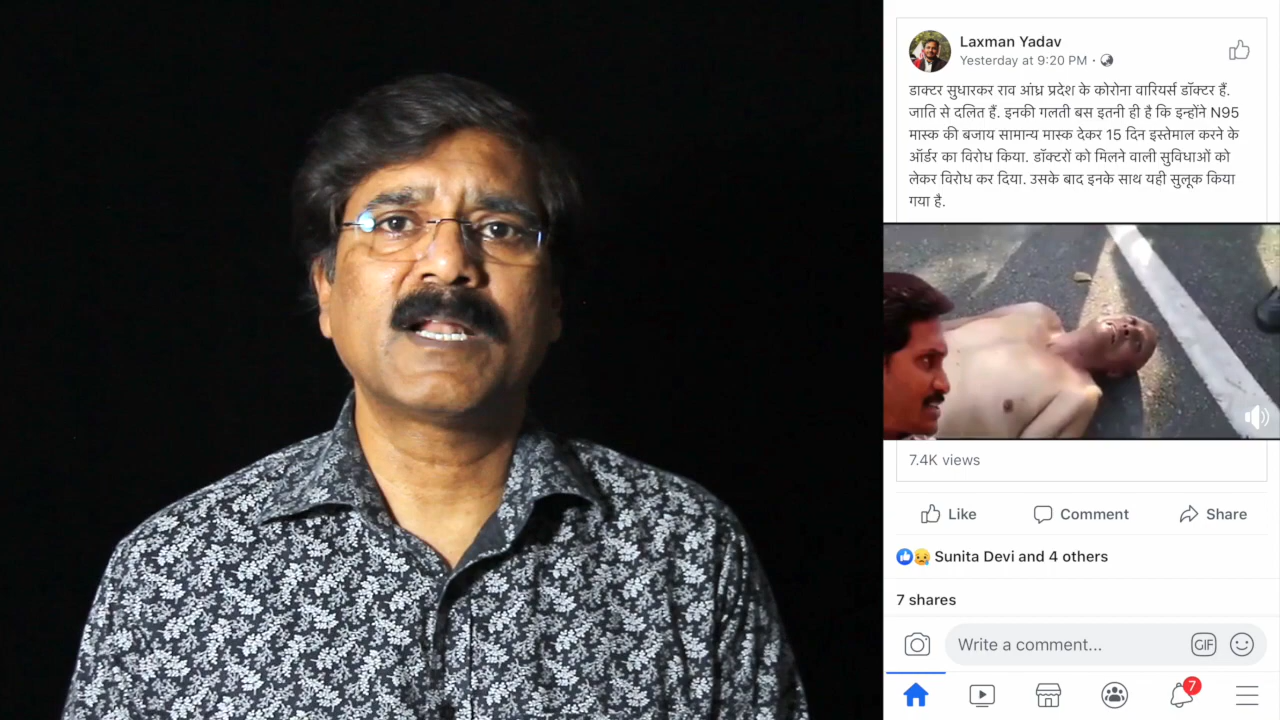 Laxman Yadav
Yesterday at 9:20 PM ·
डाक्टर सुधारकर राव आंध्र प्रदेश के कोरोना वारियर्स डॉक्टर हैं.
जाति से दलित हैं. इनकी गलती बस इतनी ही है कि इन्होंने N95
मास्क की बजाय सामान्य मास्क देकर 15 दिन इस्तेमाल करने के
ऑर्डर का विरोध किया. डॉक्टरों को मिलने वाली सुविधाओं को
लेकर विरोध कर दिया. उसके बाद इनके साथ यही सुलूक किया
गया है.
7.4K views
Like Comment Share
Sunita Devi and 4 others
7 shares
Write a comment... GIF
7